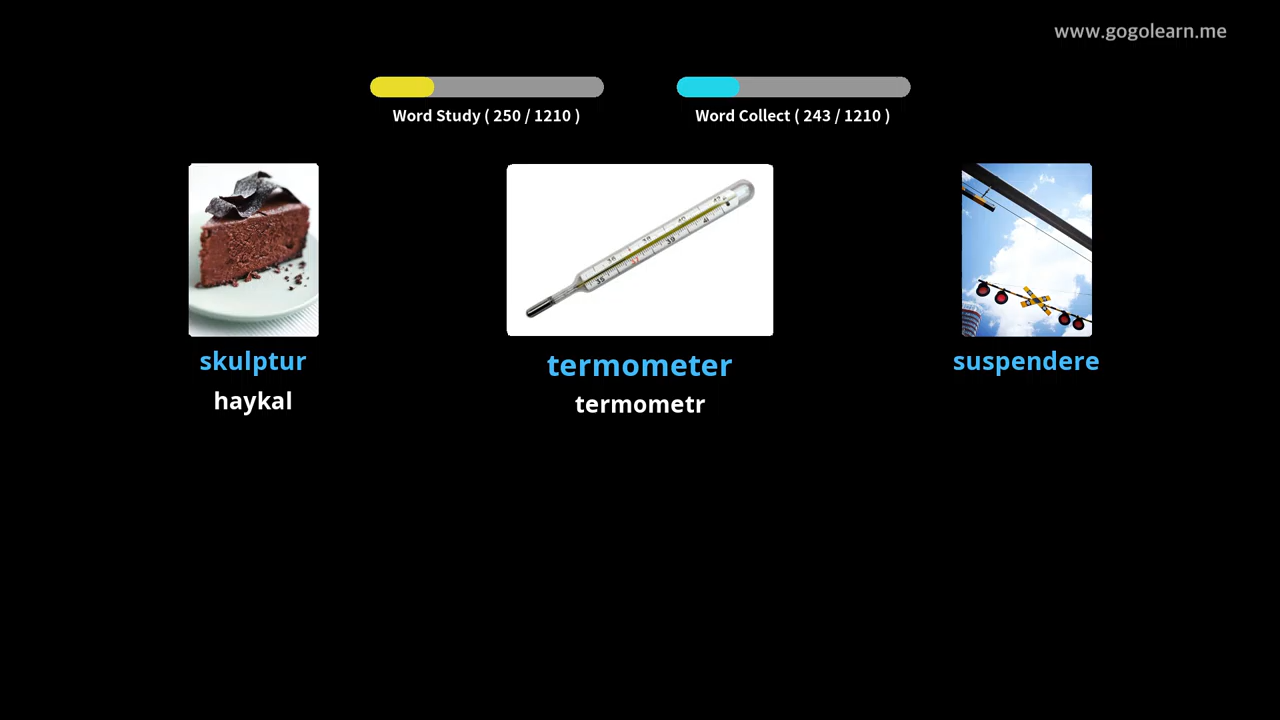 www.gogolearn.me
Word Study ( 250 / 1210 )
Word Collect ( 243 / 1210 )
skulptur
haykal
termometer
termometr
suspendere